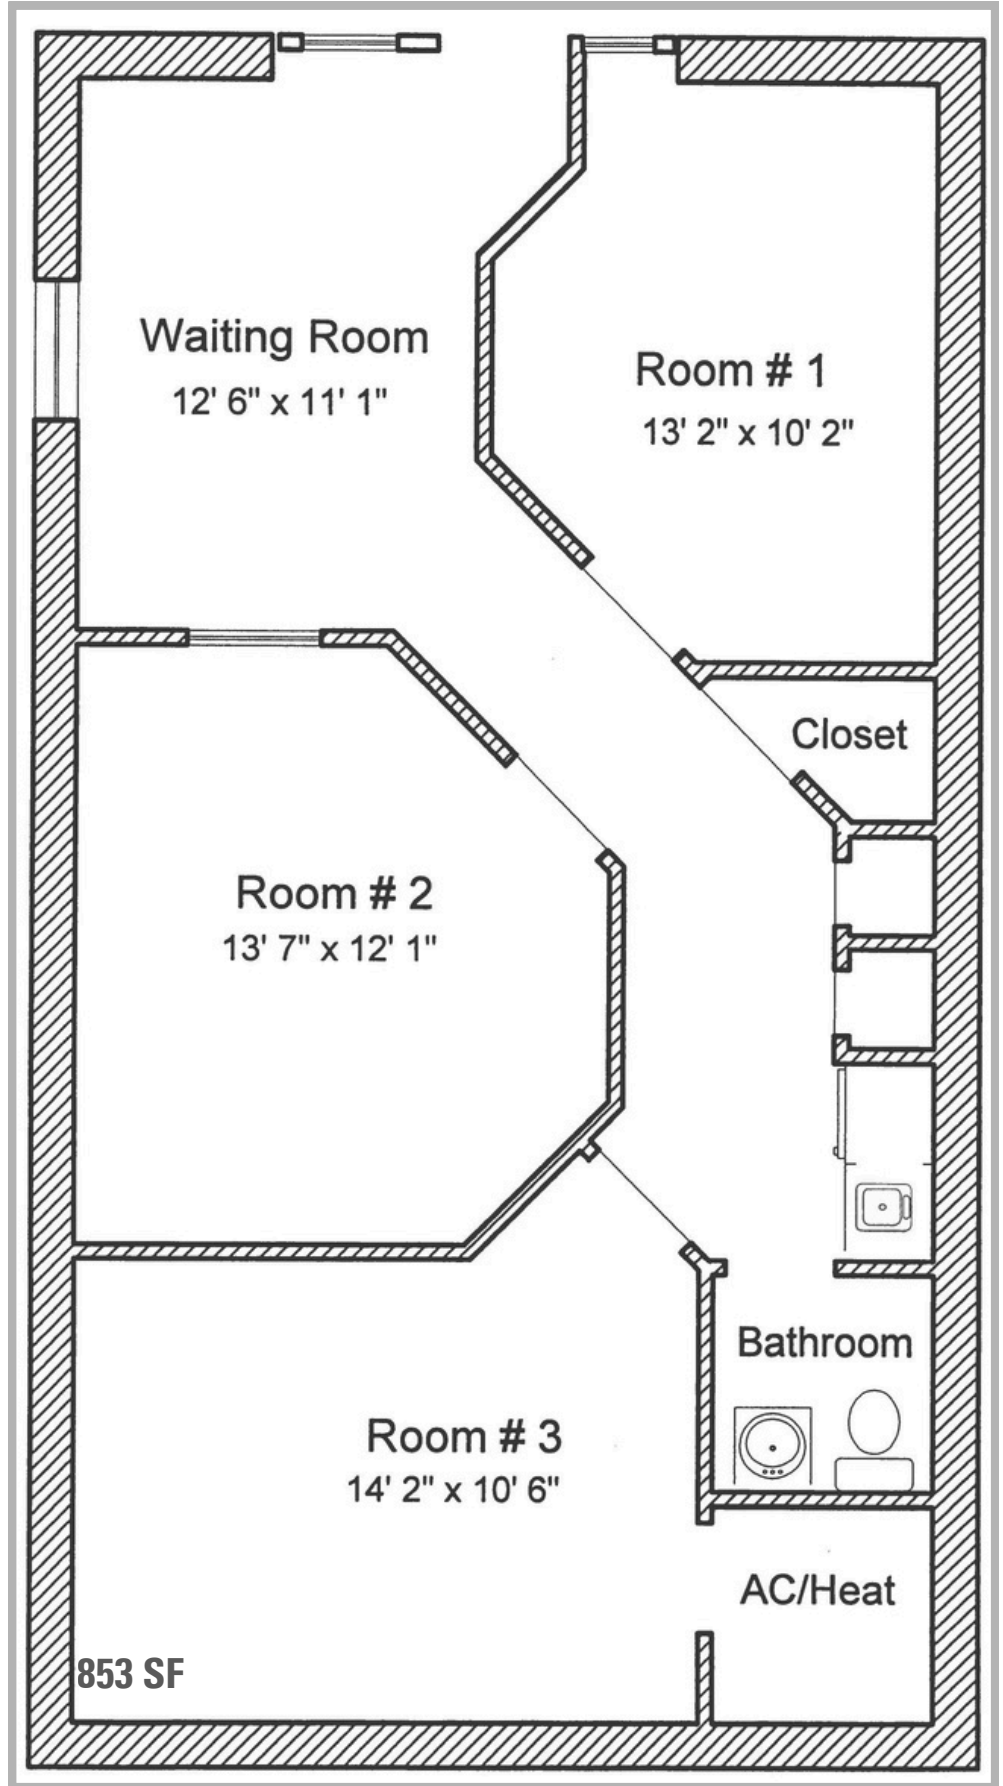 Waiting Room
12' 6" x 11' 1"
Room # 1
13' 2" x 10' 2"
Closet
Room # 2
13' 7" x 12' 1"
Bathroom
Room # 3
14' 2" x 10' 6"
AC/Heat
853 SF